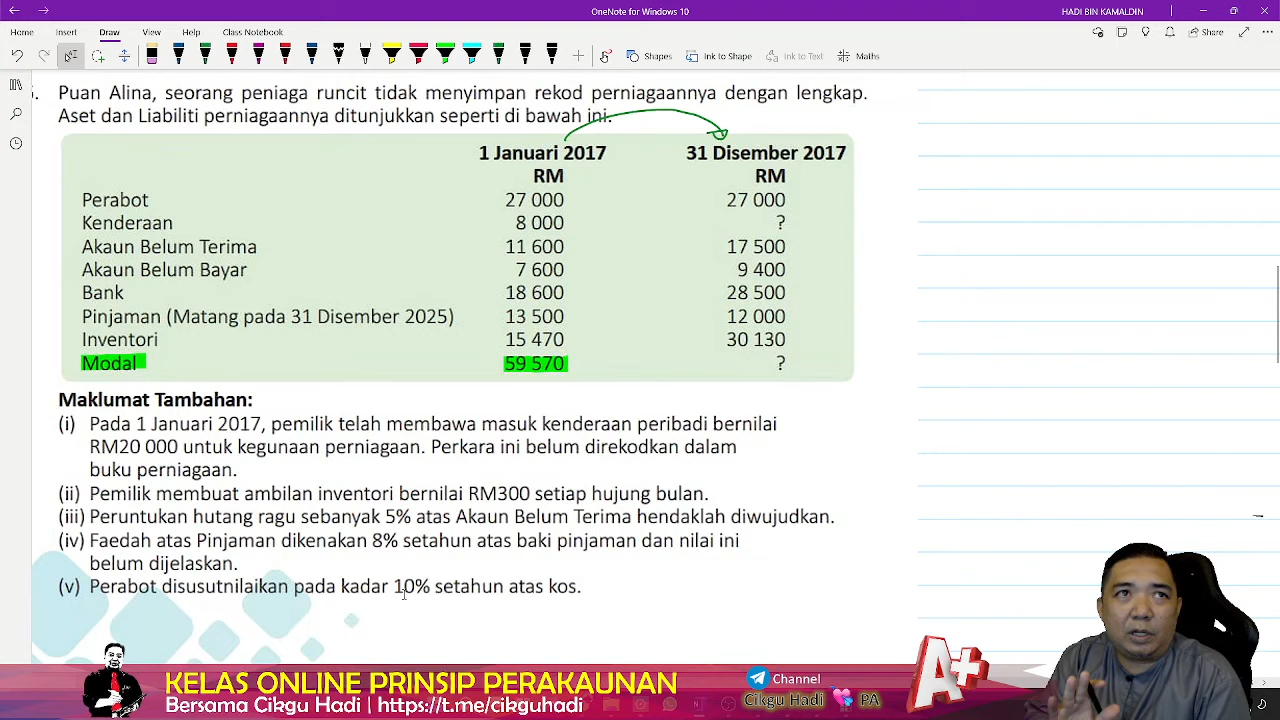 OneNote for Windows 10
HADI BIN KAMALDIN
Home Insert Draw View Help Class Notebook
Share
Shapes Ink to Shape Ink to Text Maths
Puan Alina, seorang peniaga runcit tidak menyimpan rekod perniagaannya dengan lengkap.
Aset dan Liabiliti perniagaannya ditunjukkan seperti di bawah ini.
1 Januari 2017 31 Disember 2017
RM RM
Perabot 27 000 27 000
Kenderaan 8 000 ?
Akaun Belum Terima 11 600 17 500
Akaun Belum Bayar 7 600 9 400
Bank 18 600 28 500
Pinjaman (Matang pada 31 Disember 2025) 13 500 12 000
Inventori 15 470 30 130
Modal 59 570 ?
Maklumat Tambahan:
(i) Pada 1 Januari 2017, pemilik telah membawa masuk kenderaan peribadi bernilai
RM20 000 untuk kegunaan perniagaan. Perkara ini belum direkodkan dalam
buku perniagaan.
(ii) Pemilik membuat ambilan inventori bernilai RM300 setiap hujung bulan.
(iii) Peruntukan hutang ragu sebanyak 5% atas Akaun Belum Terima hendaklah diwujudkan.
(iv) Faedah atas Pinjaman dikenakan 8% setahun atas baki pinjaman dan nilai ini
belum dijelaskan.
(v) Perabot disusutnilaikan pada kadar 10% setahun atas kos.
KELAS ONLINE PRINSIP PERAKAUNAN
Bersama Cikgu Hadi | https://t.me/cikguhadi
Channel
Cikgu Hadi PA
A+